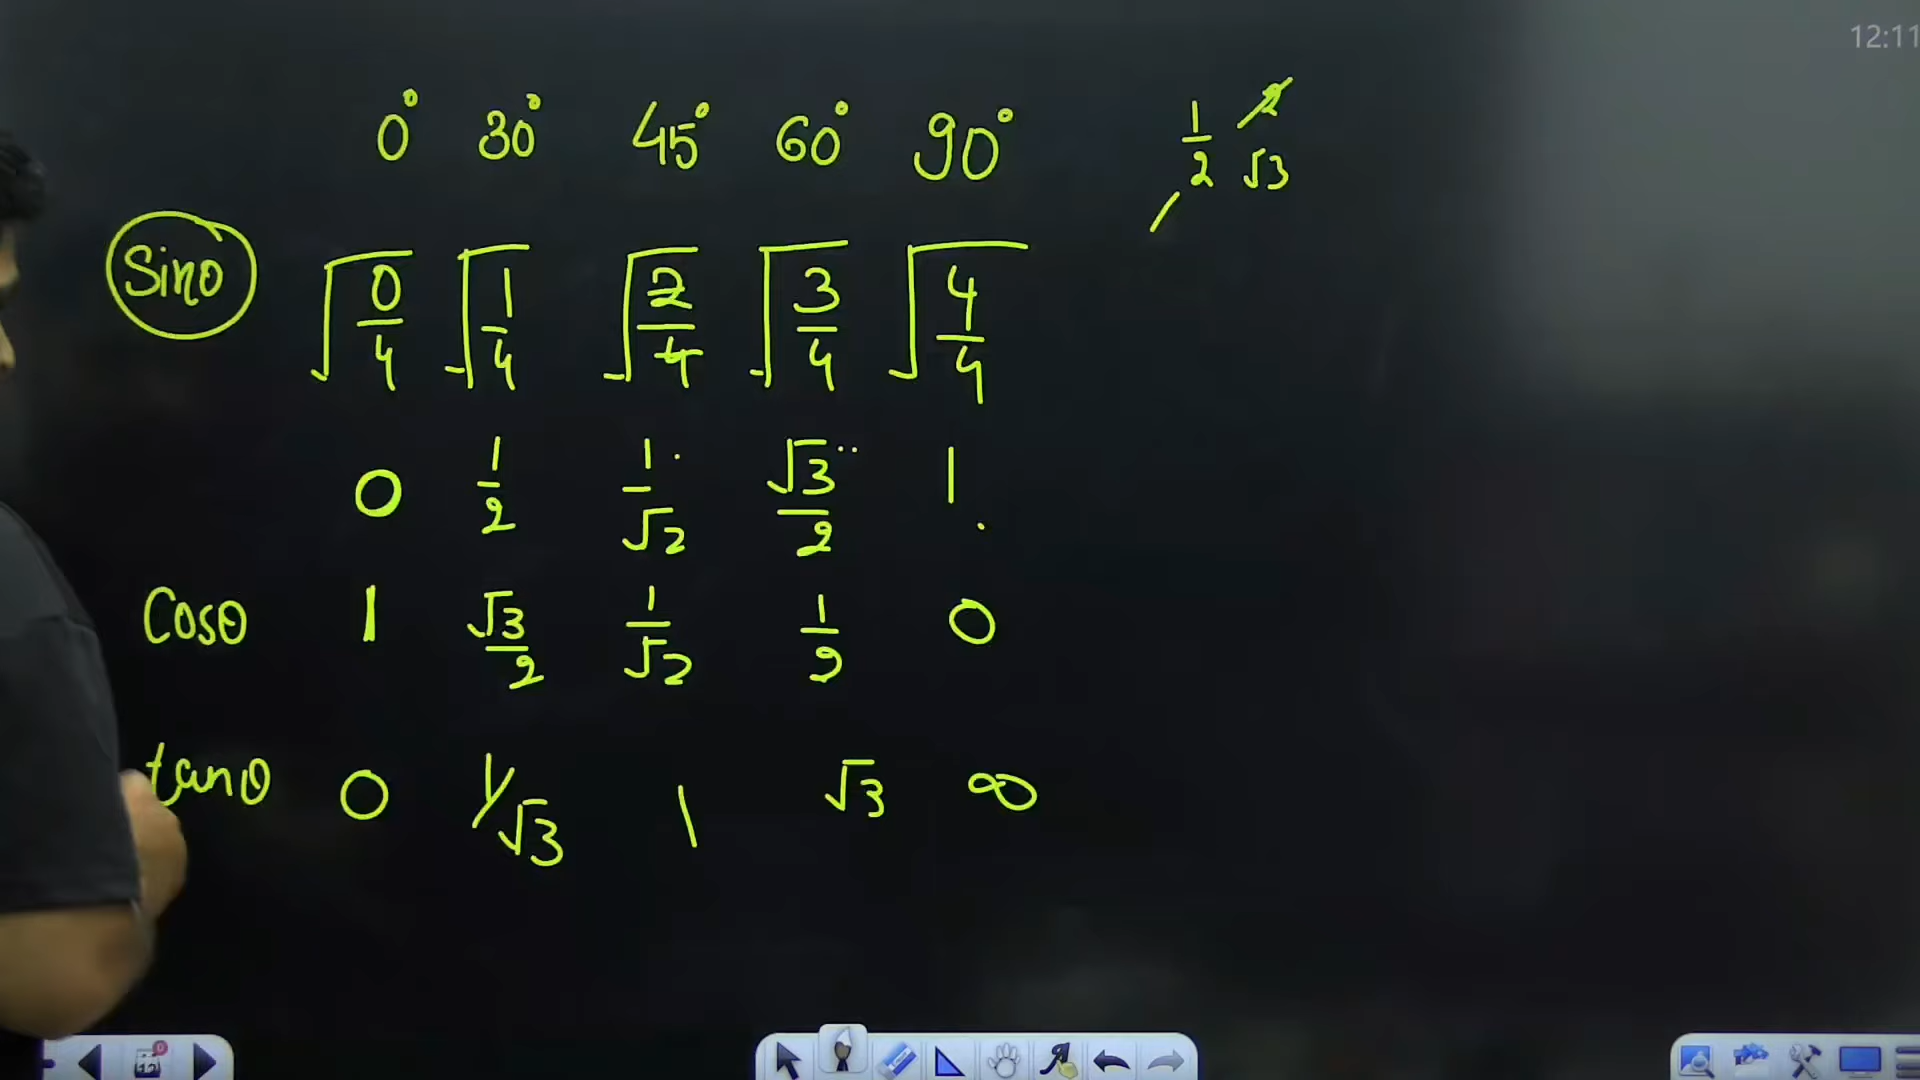 12:11
0° 30° 45° 60° 90°
1/2 2/√3
Sinθ √0/4 √1/4 √2/4 √3/4 √4/4
0 1/2 1/√2 √3/2 1
Cosθ 1 √3/2 1/√2 1/2 0
tanθ 0 1/√3 1 √3 ∞